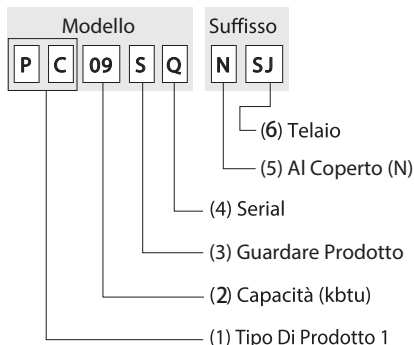 Modello Suffisso
P C 09 S Q N SJ
(6) Telaio
(5) Al Coperto (N)
(4) Serial
(3) Guardare Prodotto
(2) Capacità (kbtu)
(1) Tipo Di Prodotto 1